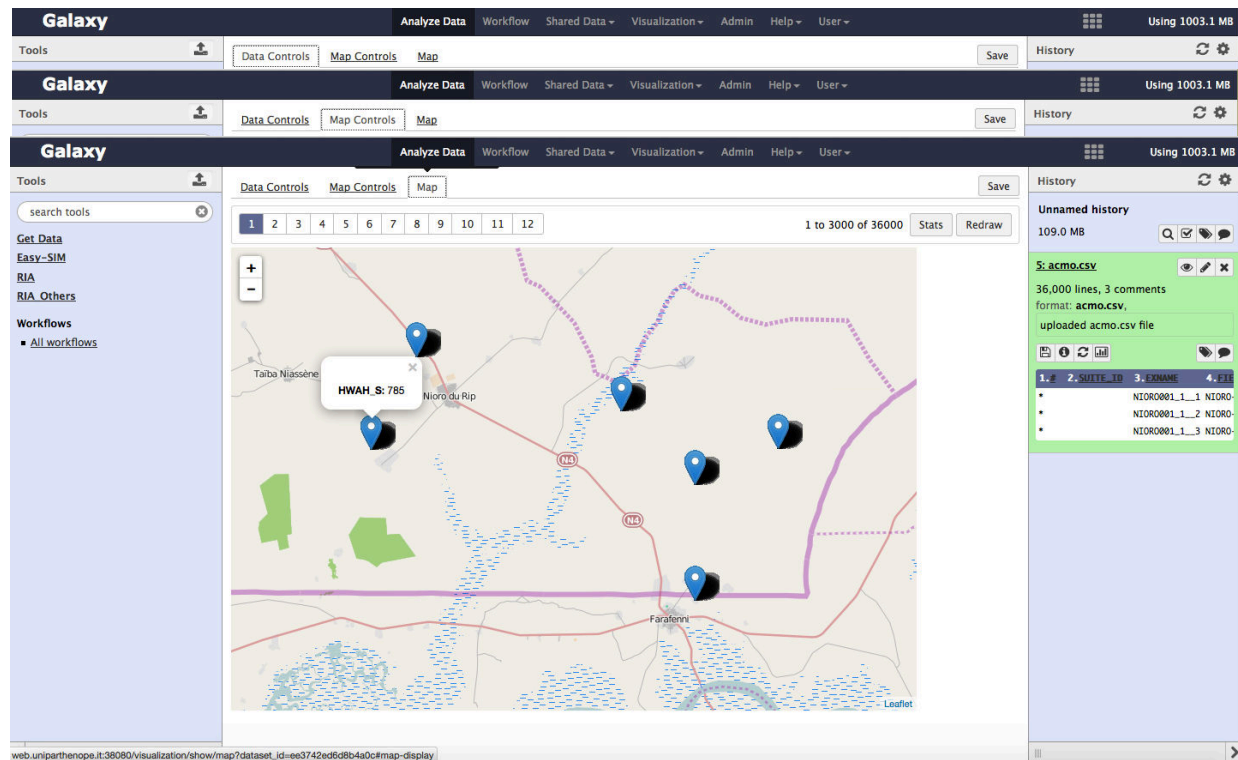 Galaxy Analyze Data Workflow Shared Data Visualization Admin Help User Using 1003.1 MB
Tools Data Controls Map Controls Map Save History
Galaxy Analyze Data Workflow Shared Data Visualization Admin Help User Using 1003.1 MB
Tools Data Controls Map Controls Map Save History
Galaxy Analyze Data Workflow Shared Data Visualization Admin Help User Using 1003.1 MB
Tools Data Controls Map Controls Map Save History
search tools
Get Data
Easy-SIM
RIA
RIA Others
Workflows
All workflows
1 2 3 4 5 6 7 8 9 10 11 12 1 to 3000 of 36000 Stats Redraw
+
−
Taïba Niassène
HWAH_S: 785
Nioro du Rip
N4
N4
Farafenni
Leaflet
Unnamed history
109.0 MB
5: acmo.csv
36,000 lines, 3 comments
format: acmo.csv,
uploaded acmo.csv file
1.# 2.SUITE_ID 3.EXNAME 4.FIE
* NIORO001_1__1 NIORO-
* NIORO001_1__2 NIORO-
* NIORO001_1__3 NIORO-
web.uniparthenope.it:38080/visualization/show/map?dataset_id=ee3742ed6d8b4a0c#map-display